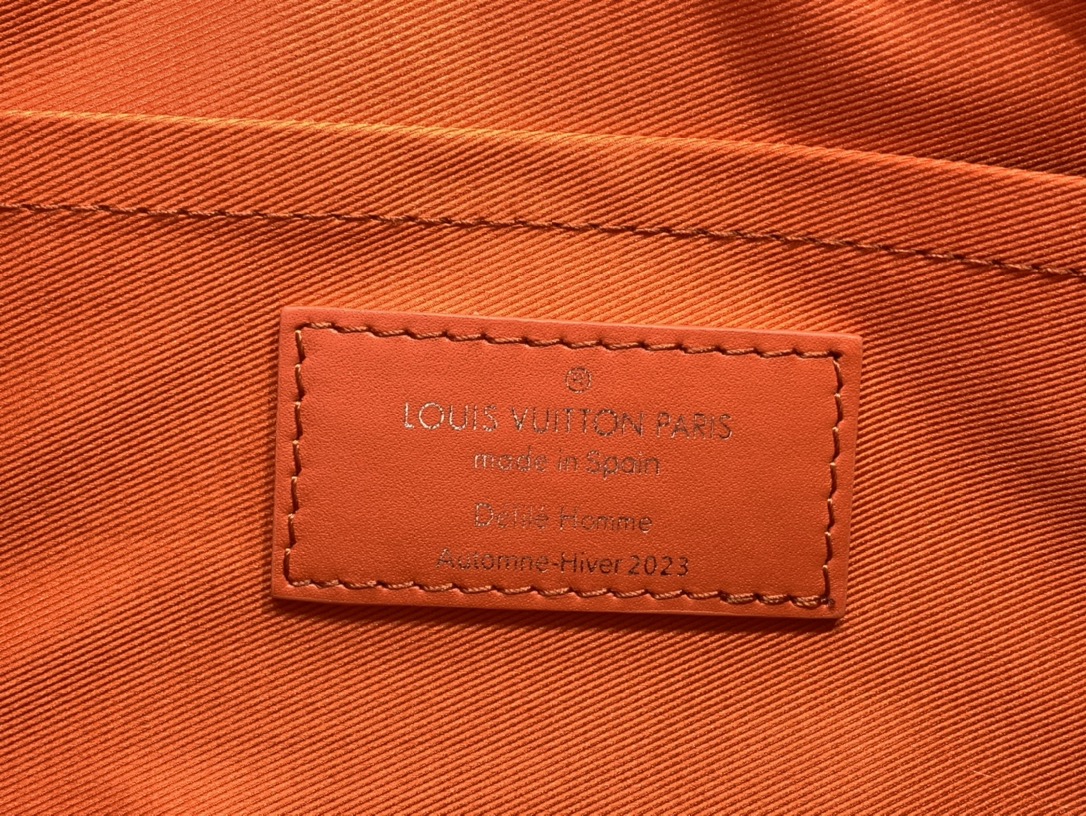 ®
LOUIS VUITTON PARIS
made in Spain
Défilé Homme
Automne-Hiver 2023